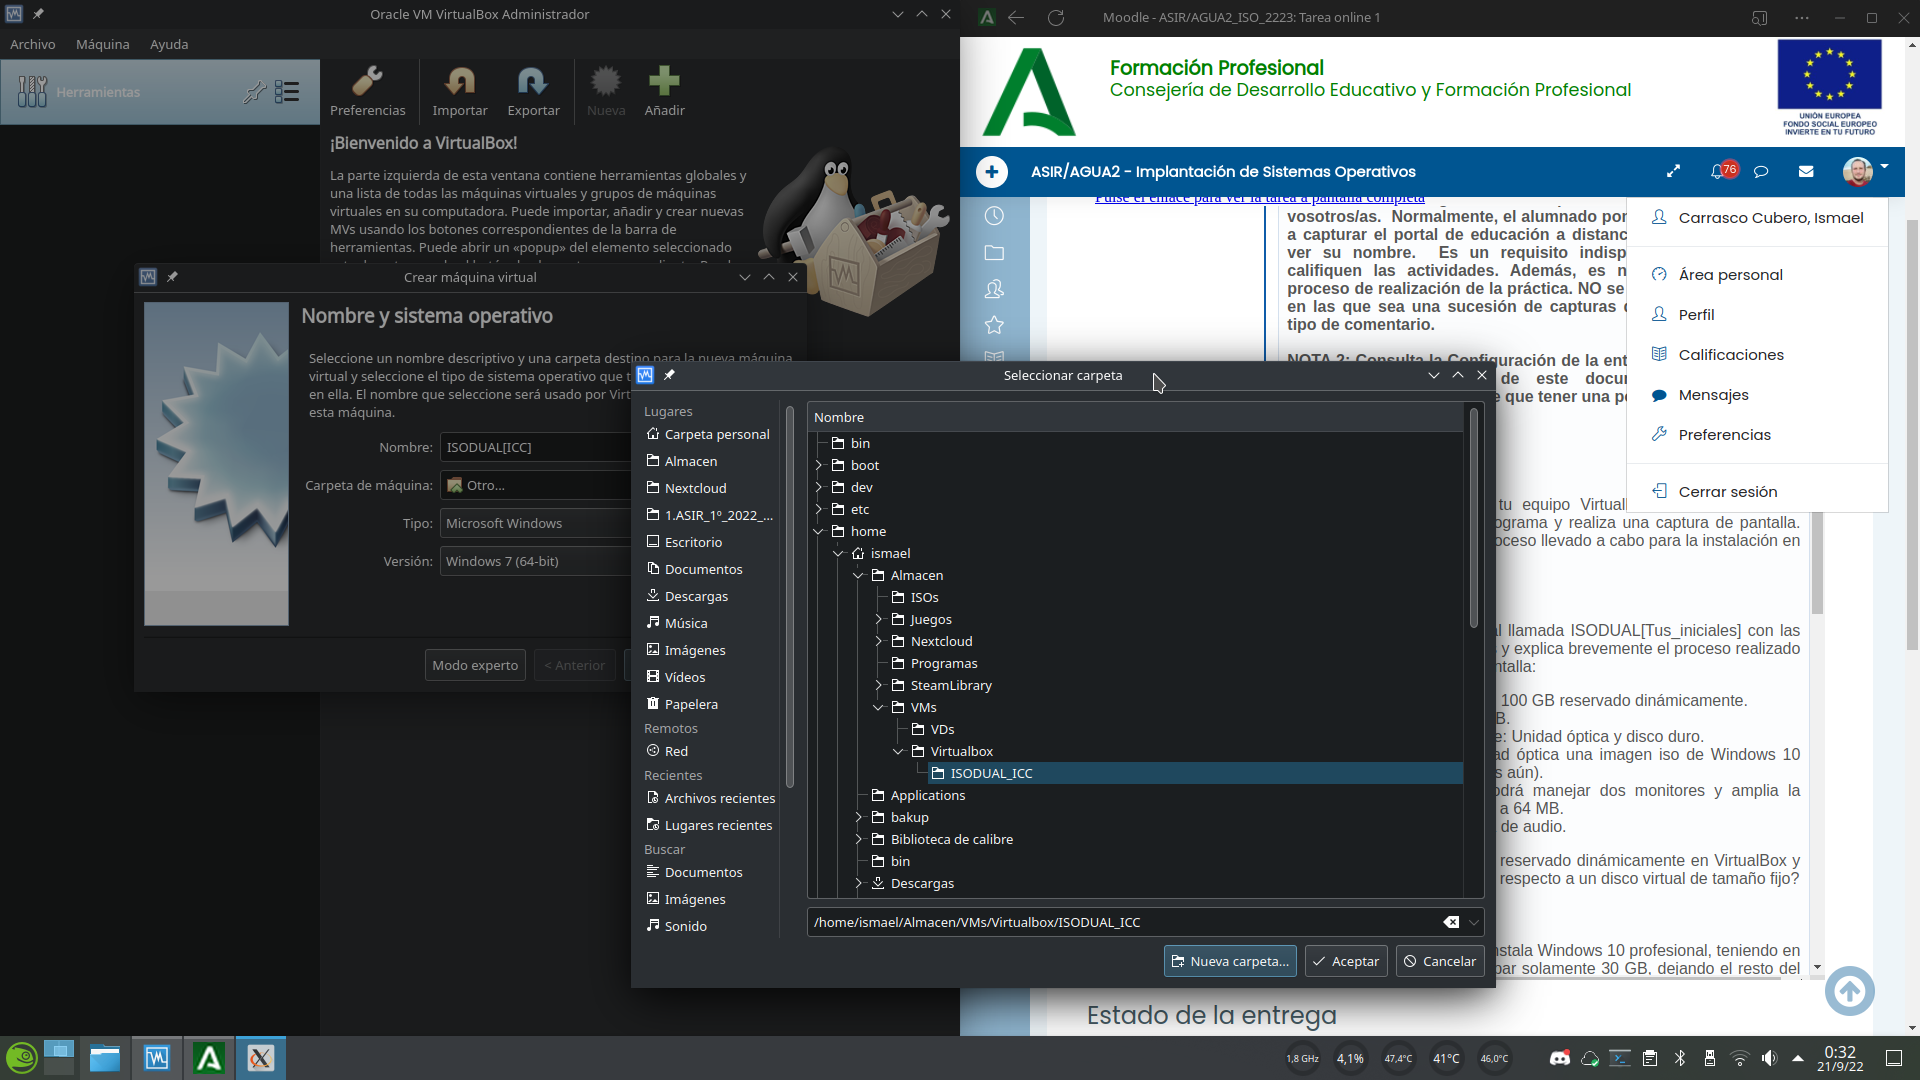 Oracle VM VirtualBox Administrador
Archivo Máquina Ayuda
Herramientas
Preferencias
Importar
Exportar
Nueva
Añadir
¡Bienvenido a VirtualBox!
La parte izquierda de esta ventana contiene herramientas globales y
una lista de todas las máquinas virtuales y grupos de máquinas
virtuales en su computadora. Puede importar, añadir y crear nuevas
MVs usando los botones correspondientes de la barra de
herramientas. Puede abrir un «popup» del elemento seleccionado
Crear máquina virtual
Nombre y sistema operativo
Seleccione un nombre descriptivo y una carpeta destino para la nueva máquina
virtual y seleccione el tipo de sistema operativo que
en ella. El nombre que seleccione será usado por
esta máquina.
Nombre: ISODUAL[ICC]
Carpeta de máquina: Otro...
Tipo: Microsoft Windows
Versión: Windows 7 (64-bit)
Modo experto
< Anterior
Seleccionar carpeta
Lugares
Carpeta personal
Almacen
Nextcloud
1.ASIR_1º_2022_...
Escritorio
Documentos
Descargas
Música
Imágenes
Vídeos
Papelera
Remotos
Red
Recientes
Archivos recientes
Lugares recientes
Buscar
Documentos
Imágenes
Sonido
Nombre
bin
boot
dev
etc
home
ismael
Almacen
ISOs
Juegos
Nextcloud
Programas
SteamLibrary
VMs
VDs
Virtualbox
ISODUAL_ICC
Applications
bakup
Biblioteca de calibre
bin
Descargas
/home/ismael/Almacen/VMs/Virtualbox/ISODUAL_ICC
Nueva carpeta...
Aceptar
Cancelar
Moodle - ASIR/AGUA2_ISO_2223: Tarea online 1
Formación Profesional
Consejería de Desarrollo Educativo y Formación Profesional
UNIÓN EUROPEA
FONDO SOCIAL EUROPEO
INVIERTE EN TU FUTURO
ASIR/AGUA2 - Implantación de Sistemas Operativos
76
Pulse el enlace para ver la tarea a pantalla completa
vosotros/as. Normalmente, el alumnado
a capturar el portal de educación a
ver su nombre. Es un requisito
califiquen las actividades. Además, es
proceso de realización de la práctica. NO se
en las que sea una sucesión de capturas
tipo de comentario.
NOTA 2: Consulta la Configuración de la
de este
que tener una
Carrasco Cubero, Ismael
Área personal
Perfil
Calificaciones
Mensajes
Preferencias
Cerrar sesión
tu equipo
y realiza una captura de pantalla.
llevado a cabo para la instalación en
llamada ISODUAL[Tus_iniciales] con las
y explica brevemente el proceso realizado
100 GB reservado dinámicamente.
Unidad óptica y disco duro.
óptica una imagen iso de Windows 10
aún).
manejar dos monitores y amplia la
a 64 MB.
de audio.
reservado dinámicamente en VirtualBox y
respecto a un disco virtual de tamaño fijo?
Windows 10 profesional, teniendo en
solamente 30 GB, dejando el resto del
Estado de la entrega
1,8 GHz
4,1%
47,4°C
41°C
46,0°C
0:32
21/9/22